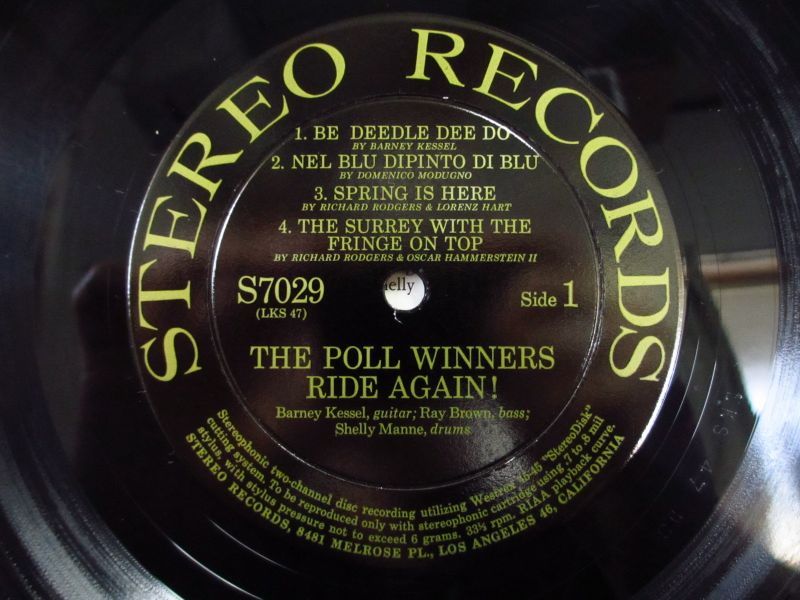 STEREO RECORDS
1. BE DEEDLE DEE DO
BY BARNEY KESSEL
2. NEL BLU DIPINTO DI BLU
BY DOMENICO MODUGNO
3. SPRING IS HERE
BY RICHARD RODGERS & LORENZ HART
4. THE SURREY WITH THE
FRINGE ON TOP
BY RICHARD RODGERS & OSCAR HAMMERSTEIN II
S7029
(LKS 47)
elly
Side 1
THE POLL WINNERS
RIDE AGAIN!
Barney Kessel, guitar; Ray Brown, bass;
Shelly Manne, drums
Stereophonic two-channel disc recording utilizing Westrex 45-45 "StereoDisk"
cutting system. To be reproduced only with stereophonic cartridge using .7 to .8 mil
stylus, with stylus pressure not to exceed 6 grams. 33⅓ rpm. RIAA playback curve.
STEREO RECORDS, 8481 MELROSE PL., LOS ANGELES 46, CALIFORNIA